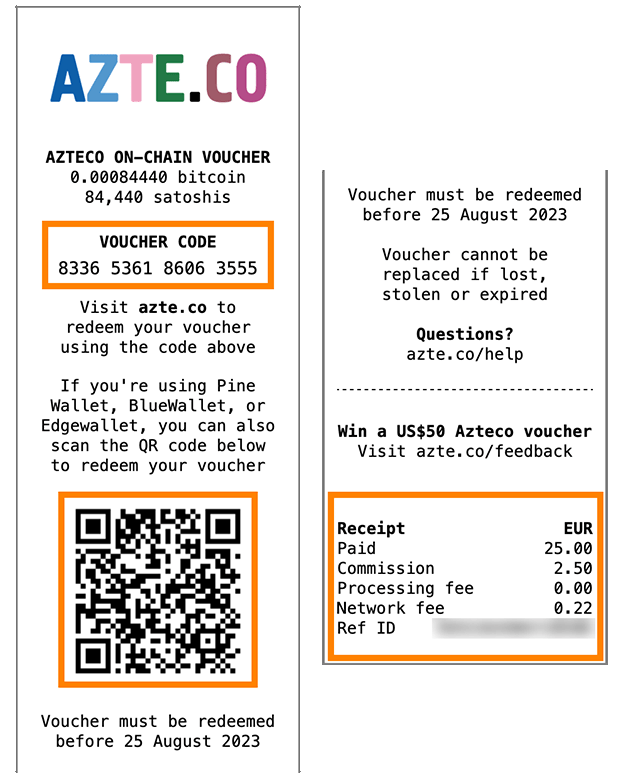 AZTE.CO
AZTECO ON-CHAIN VOUCHER
0.00084440 bitcoin
84,440 satoshis
VOUCHER CODE
8336 5361 8606 3555
Visit azte.co to
redeem your voucher
using the code above
If you're using Pine
Wallet, BlueWallet, or
Edgewallet, you can also
scan the QR code below
to redeem your voucher
Voucher must be redeemed
before 25 August 2023
Voucher must be redeemed
before 25 August 2023
Voucher cannot be
replaced if lost,
stolen or expired
Questions?
azte.co/help
Win a US$50 Azteco voucher
Visit azte.co/feedback
Receipt EUR
Paid 25.00
Commission 2.50
Processing fee 0.00
Network fee 0.22
Ref ID